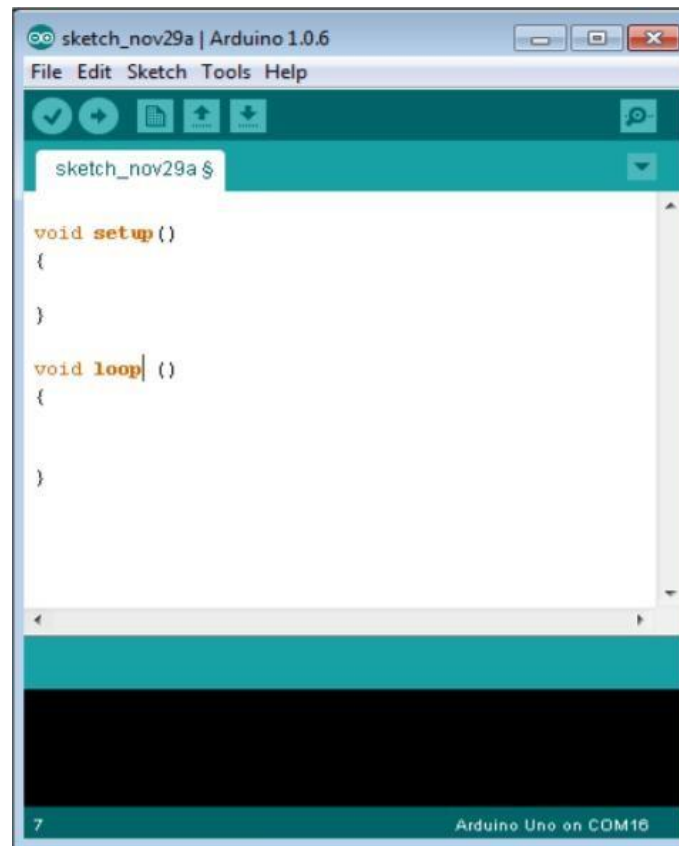 sketch_nov29a | Arduino 1.0.6
File Edit Sketch Tools Help
sketch_nov29a §
void setup()
{
}
void loop ()
{
}
7
Arduino Uno on COM16